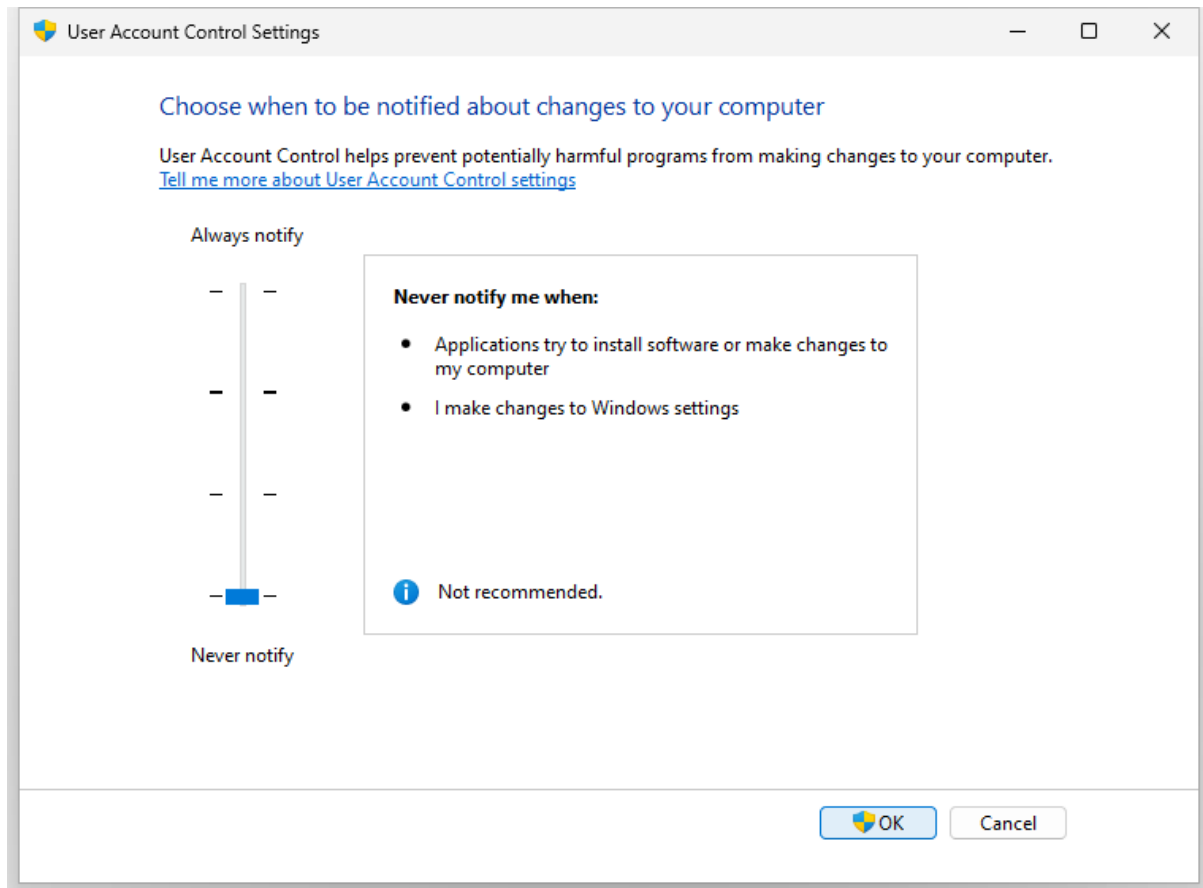 User Account Control Settings
Choose when to be notified about changes to your computer
User Account Control helps prevent potentially harmful programs from making changes to your computer.
Tell me more about User Account Control settings
Always notify
Never notify me when:
Applications try to install software or make changes to
my computer
I make changes to Windows settings
Not recommended.
Never notify
OK
Cancel